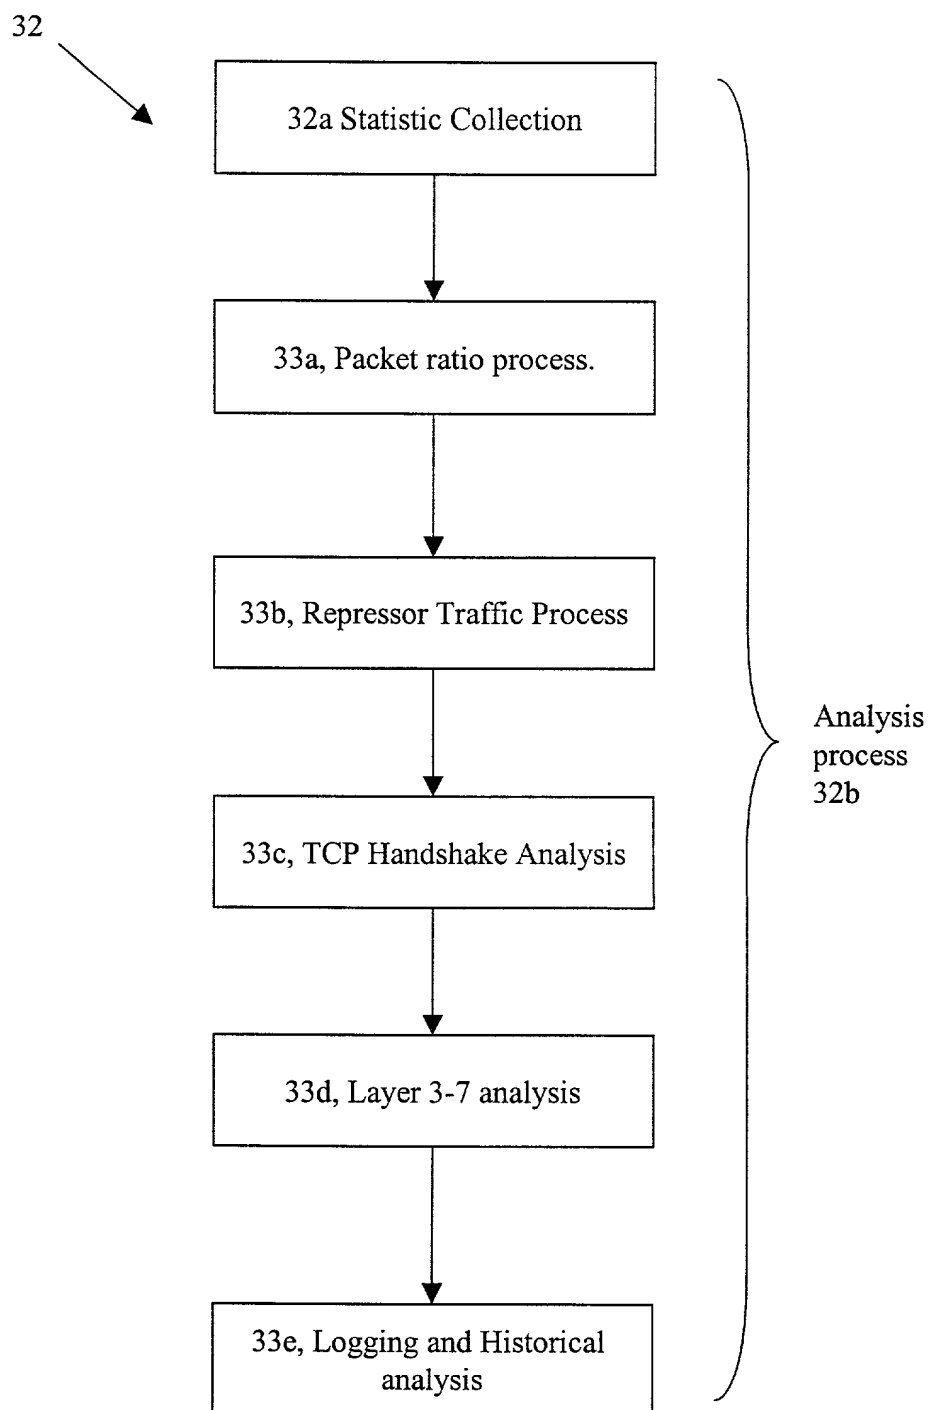 32
32a Statistic Collection
33a, Packet ratio process.
33b, Repressor Traffic Process
33c, TCP Handshake Analysis
33d, Layer 3-7 analysis
33e, Logging and Historical
analysis
Analysis
process
32b